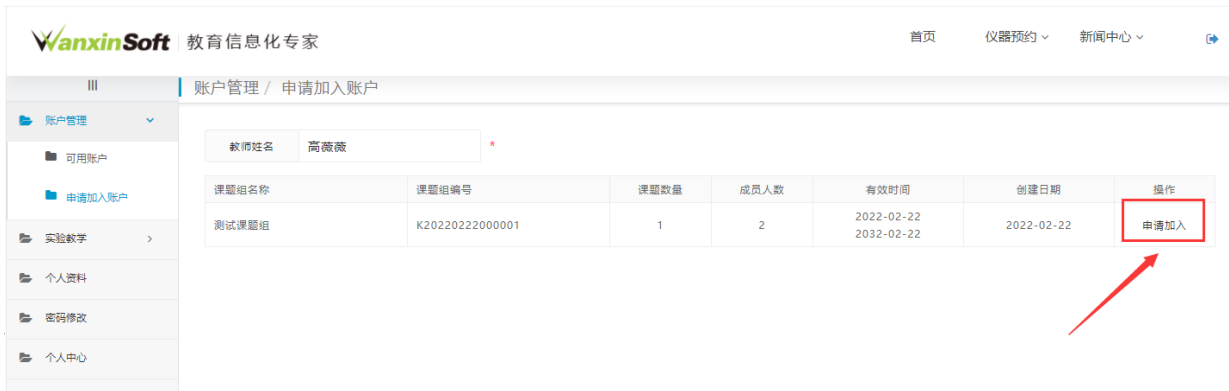 WanxinSoft 教育信息化专家
首页 仪器预约 新闻中心
账户管理 / 申请加入账户
账户管理
可用账户
申请加入账户
实验教学
个人资料
密码修改
个人中心
教师姓名 高薇薇 *
课题组名称 课题组编号 课题数量 成员人数 有效时间 创建日期 操作
测试课题组 K20220222000001 1 2 2022-02-22 2022-02-22 申请加入
2032-02-22